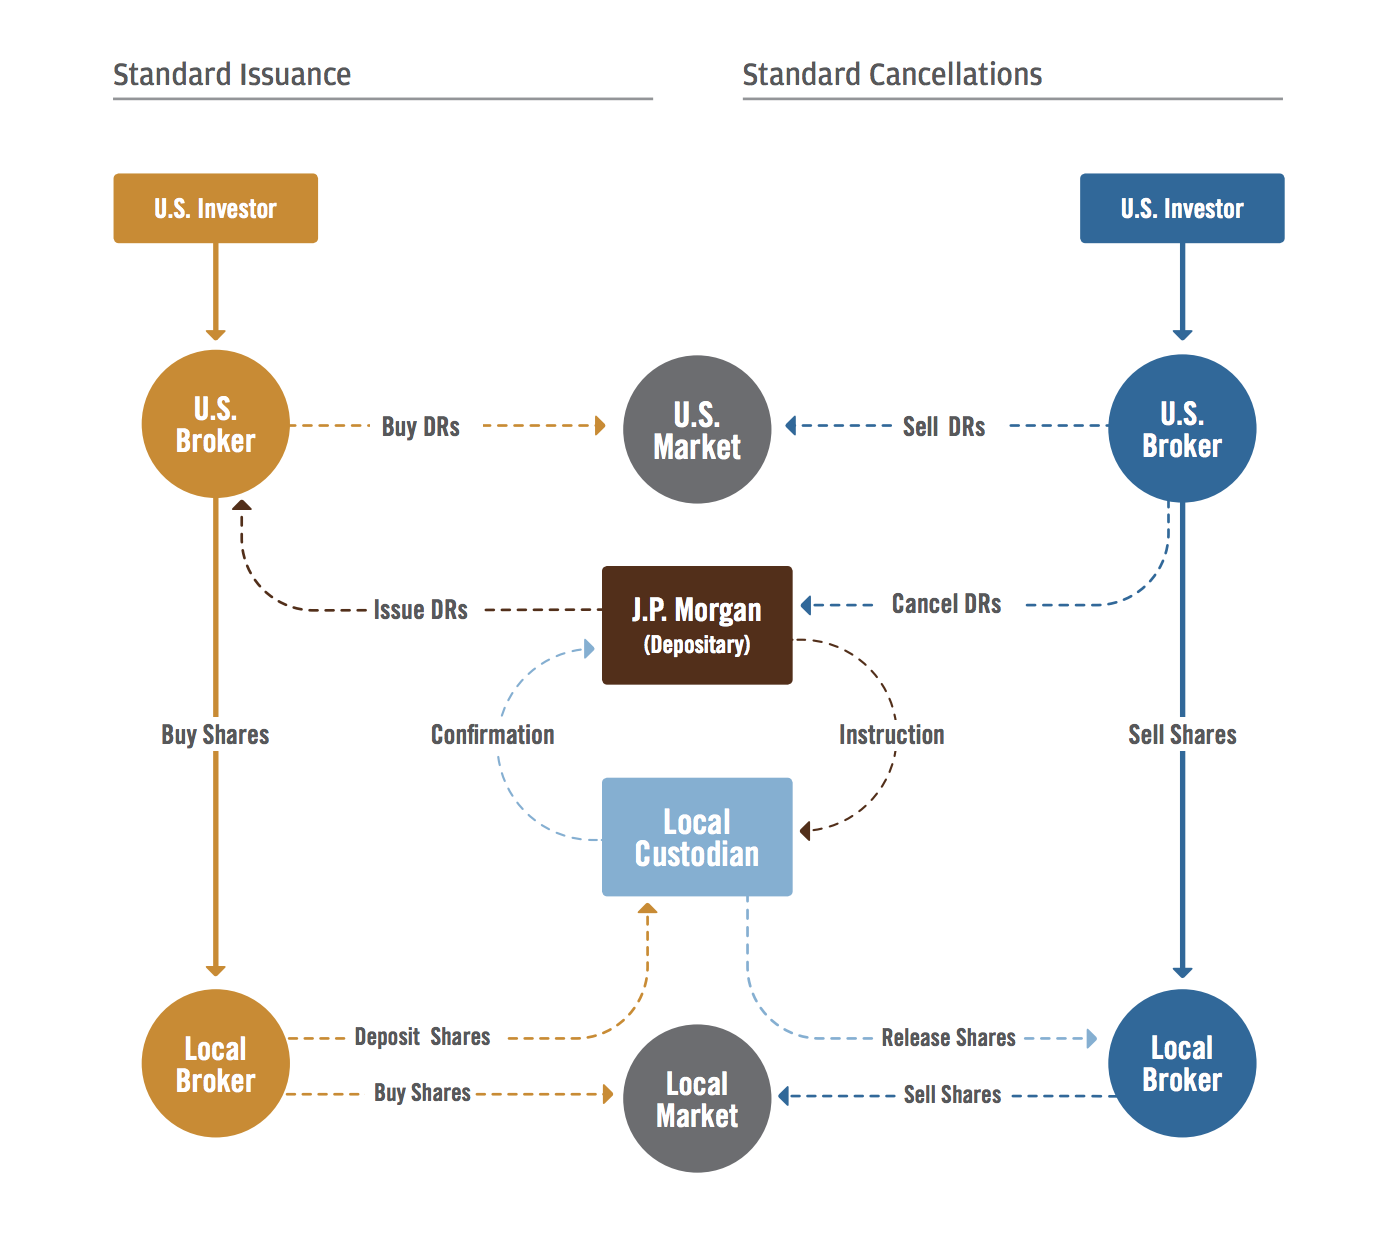 Standard Issuance
Standard Cancellations
U.S. Investor
U.S. Investor
U.S.
Broker
Buy DRs
U.S.
Market
Sell DRs
U.S.
Broker
Issue DRs
J.P. Morgan
(Depositary)
Cancel DRs
Buy Shares
Confirmation
Instruction
Sell Shares
Local
Custodian
Local
Broker
Deposit Shares
Buy Shares
Local
Market
Release Shares
Sell Shares
Local
Broker